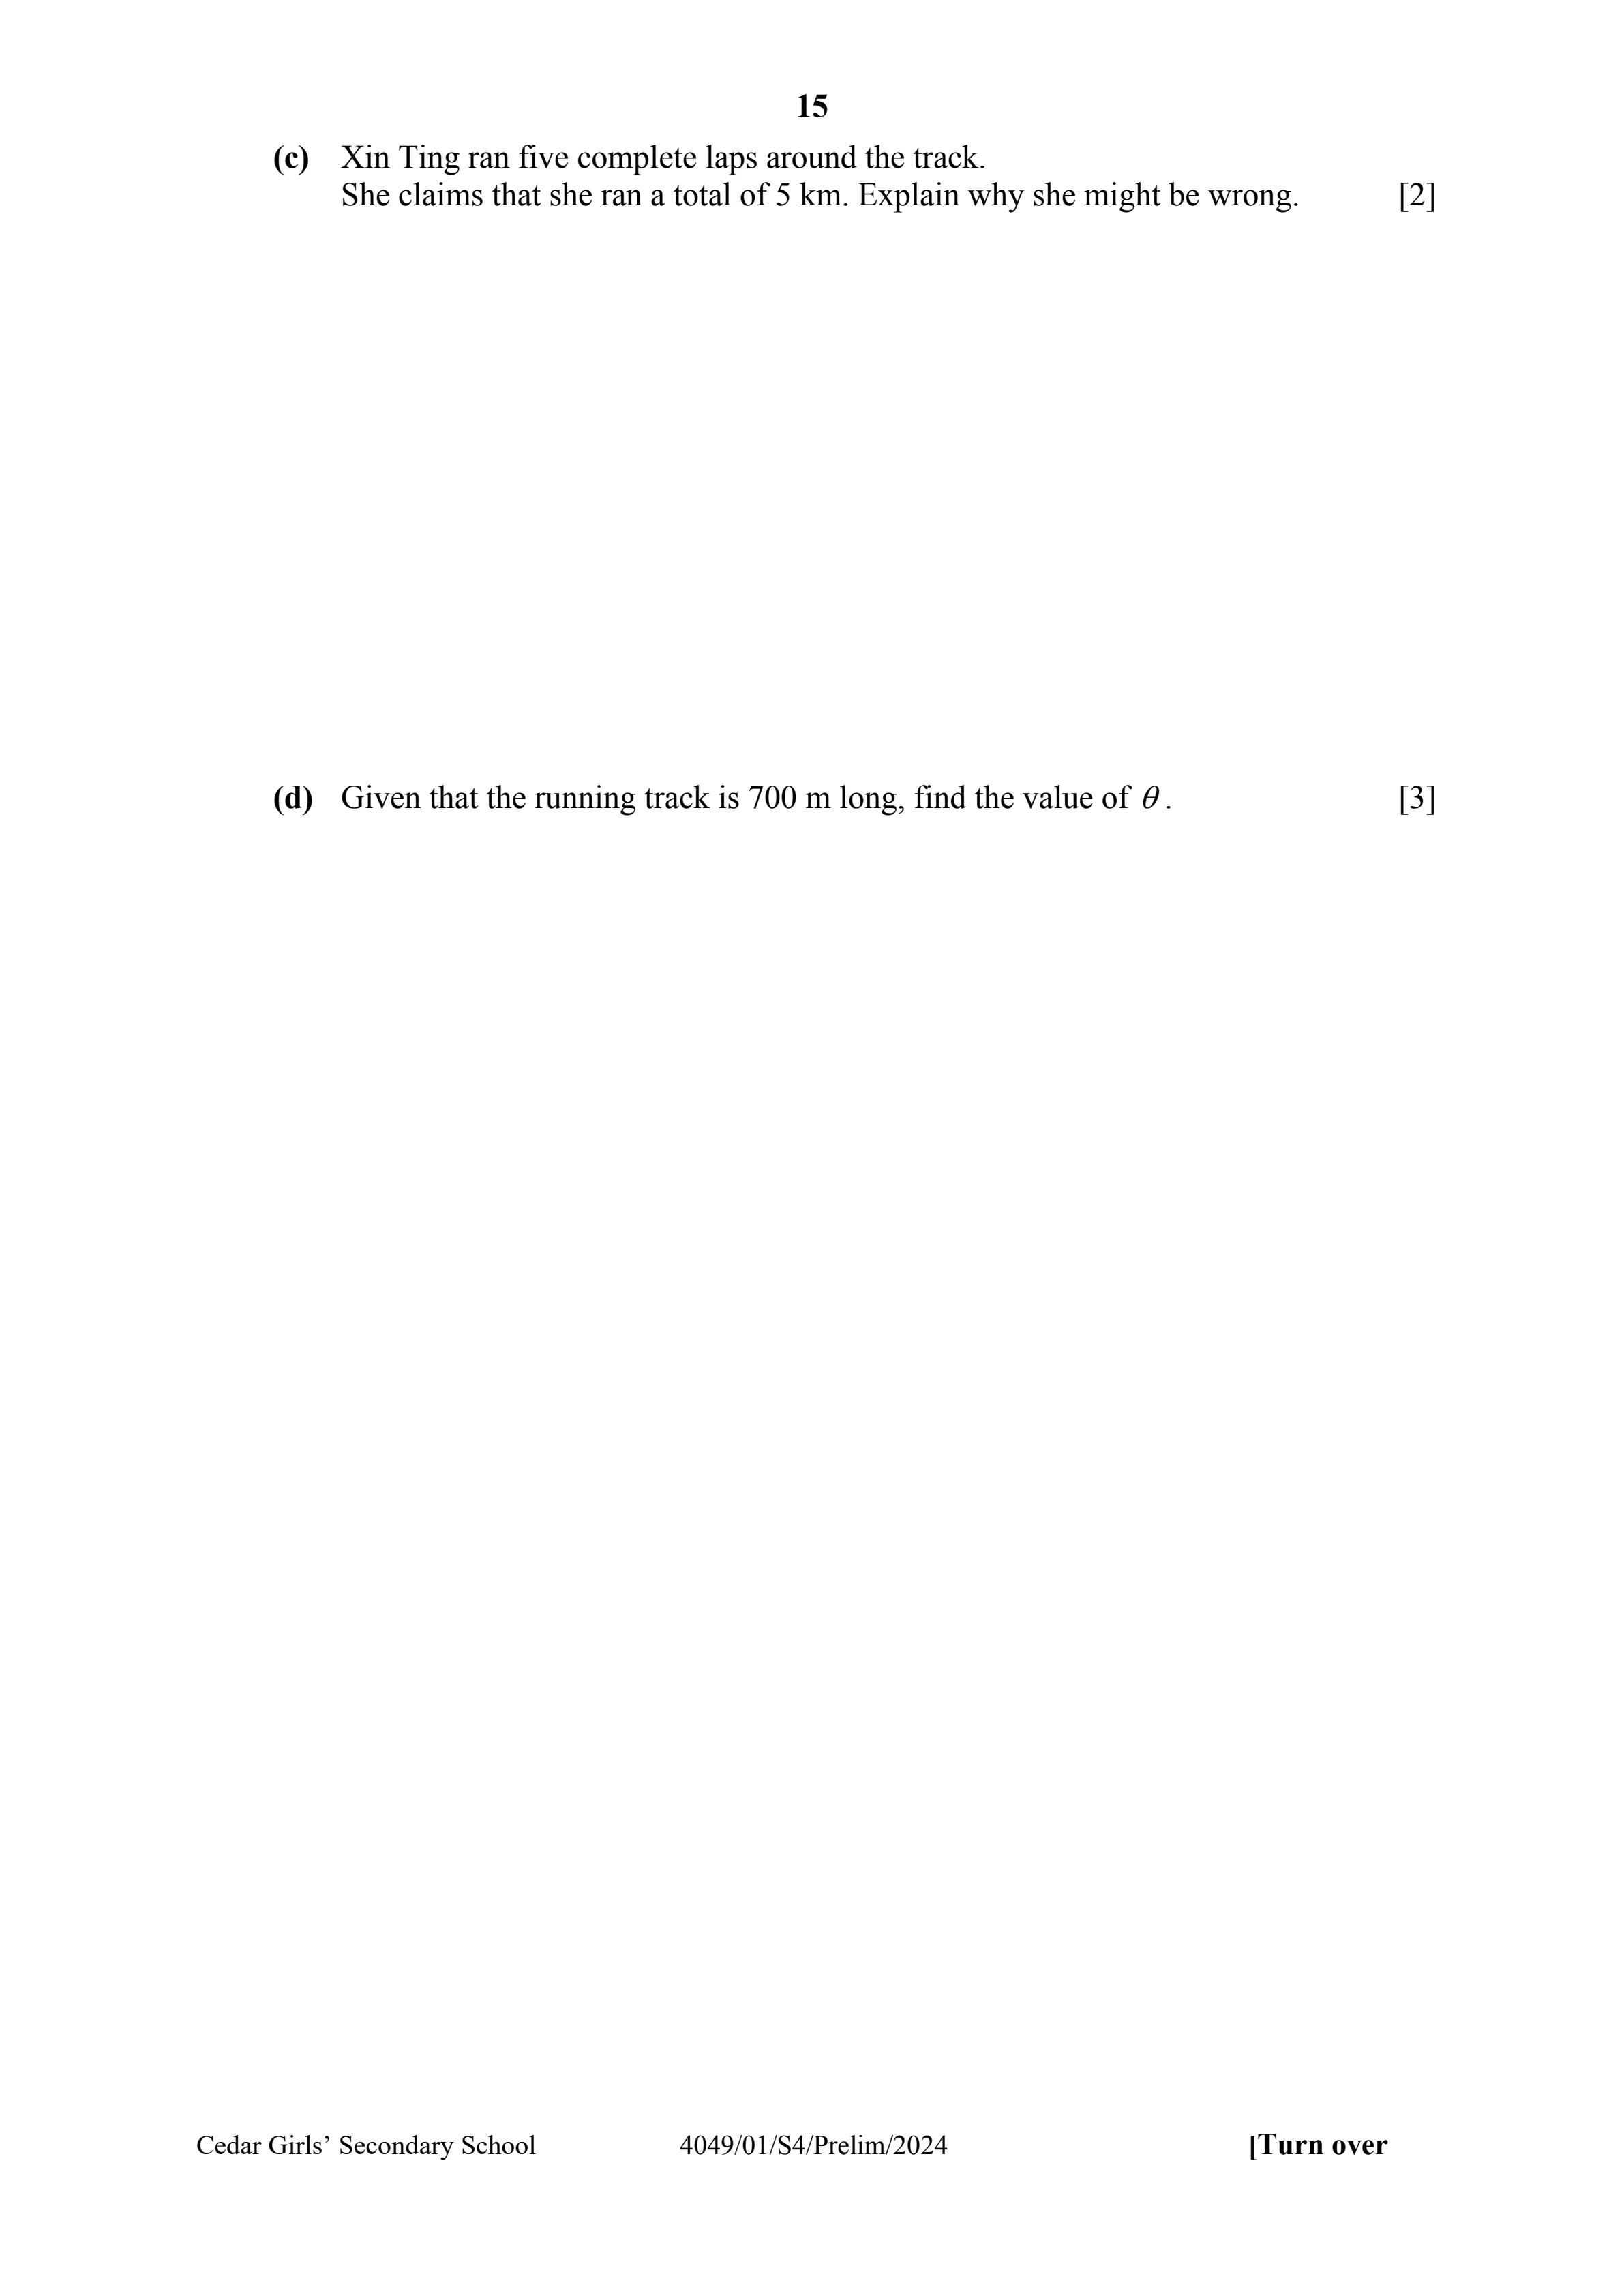 15
(c) Xin Ting ran five complete laps around the track.
She claims that she ran a total of 5 km. Explain why she might be wrong. [2]
(d) Given that the running track is 700 m long, find the value of θ. [3]
Cedar Girls’ Secondary School 4049/01/S4/Prelim/2024 [Turn over